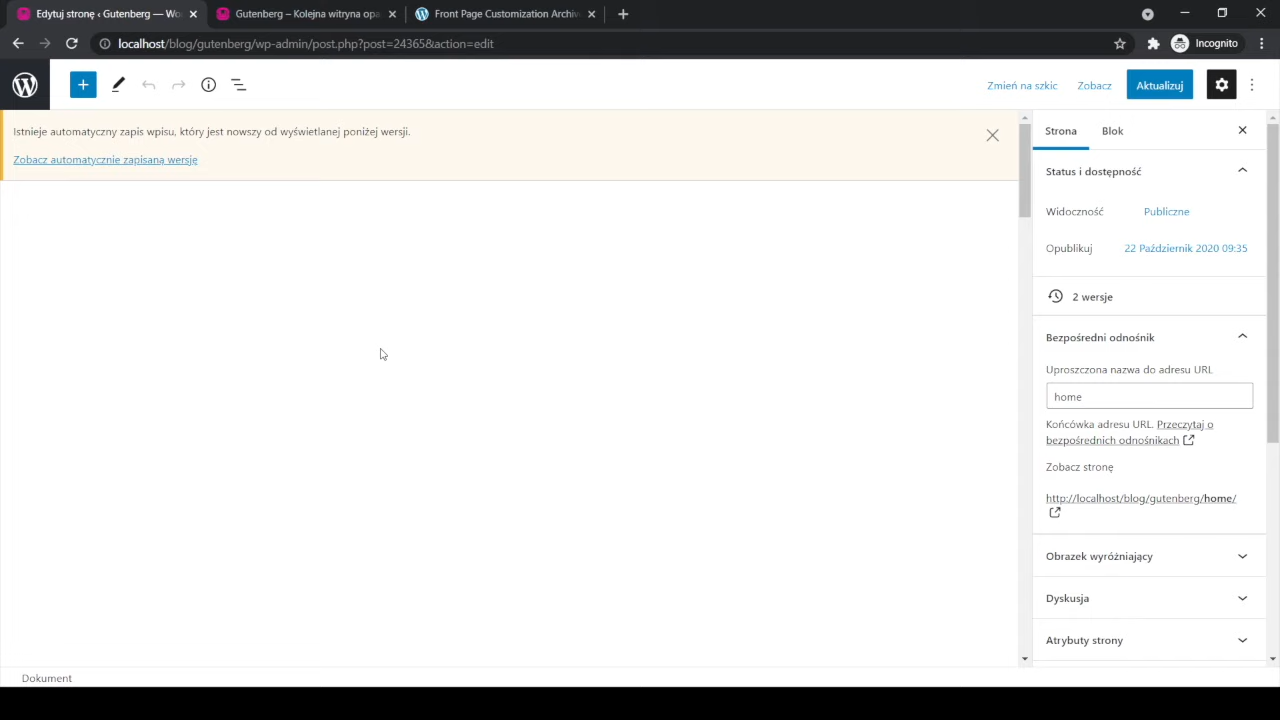 Edytuj stronę ‹ Gutenberg — Wo
Gutenberg – Kolejna witryna opa
Front Page Customization Archiv
localhost/blog/gutenberg/wp-admin/post.php?post=24365&action=edit
Incognito
Zmień na szkic
Zobacz
Aktualizuj
Istnieje automatyczny zapis wpisu, który jest nowszy od wyświetlanej poniżej wersji.
Zobacz automatycznie zapisaną wersję
Strona
Blok
Status i dostępność
Widoczność
Publiczne
Opublikuj
22 Październik 2020 09:35
2 wersje
Bezpośredni odnośnik
Uproszczona nazwa do adresu URL
home
Końcówka adresu URL. Przeczytaj o
bezpośrednich odnośnikach
Zobacz stronę
http://localhost/blog/gutenberg/home/
Obrazek wyróżniający
Dyskusja
Atrybuty strony
Dokument